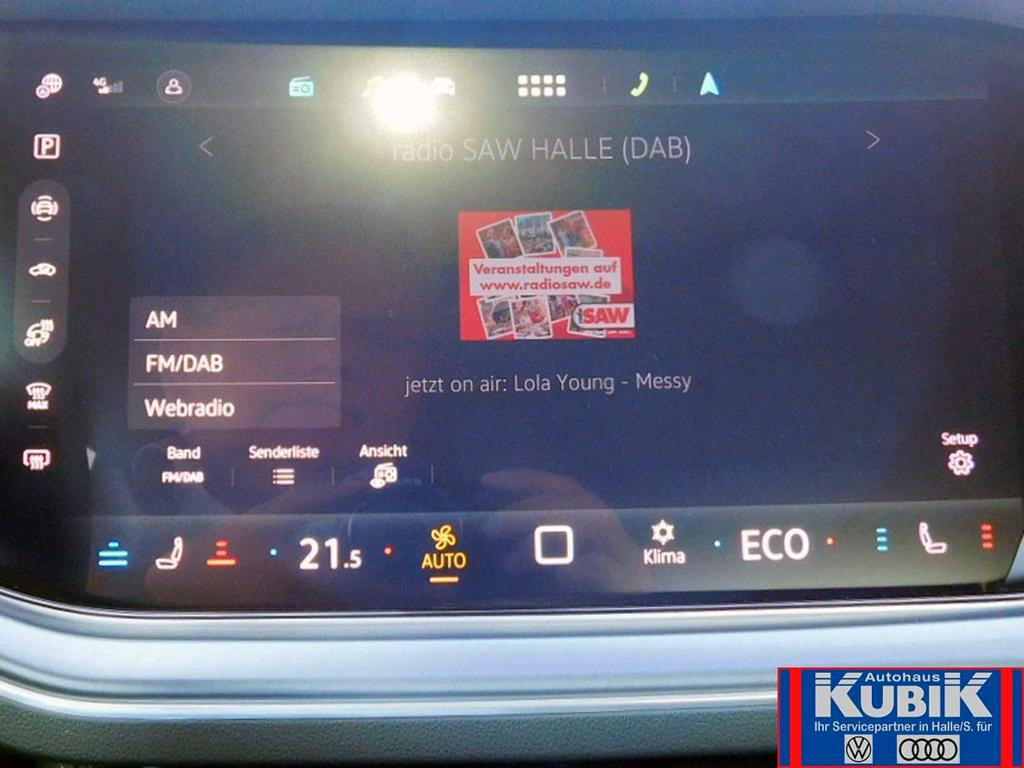 4G
P
radio SAW HALLE (DAB)
Veranstaltungen auf
www.radiosaw.de
SAW
AM
FM/DAB
Webradio
jetzt on air: Lola Young - Messy
OFF
MAX
Band
FM/DAB
Senderliste
Ansicht
Setup
21.5
AUTO
Klima
ECO
Autohaus
KUBIK
Ihr Servicepartner in Halle/S. für